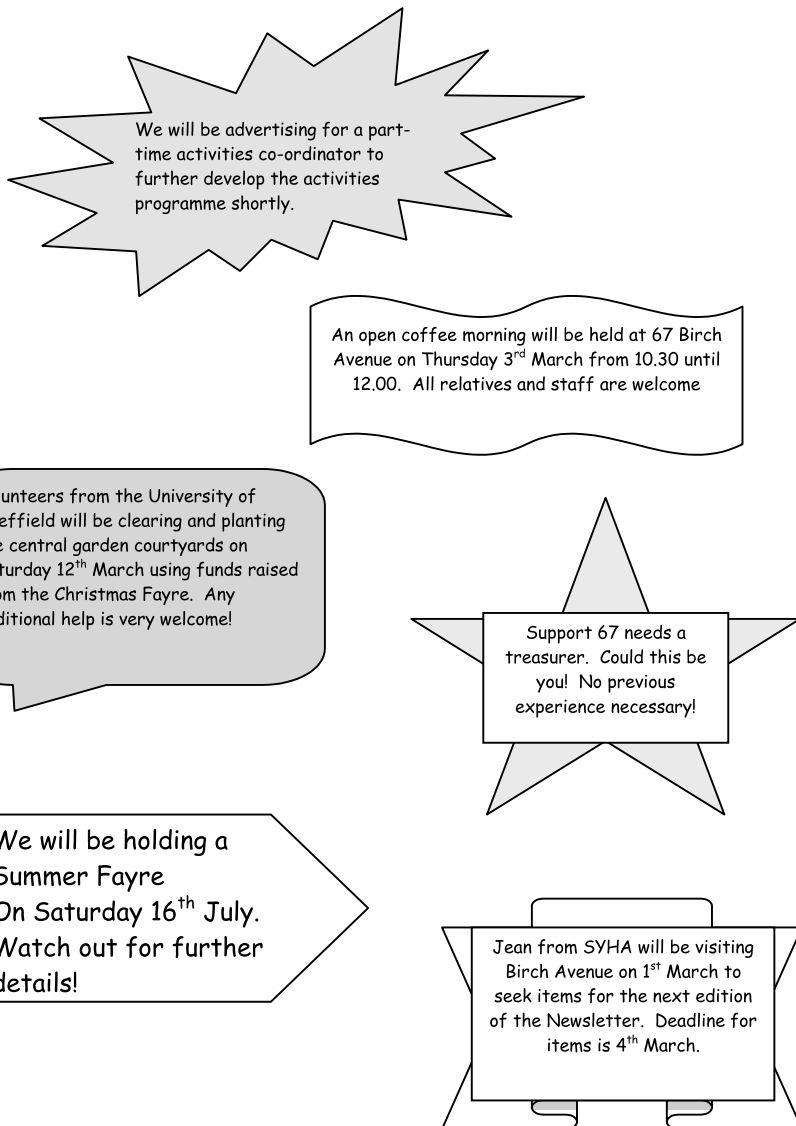 We will be advertising for a part-
time activities co-ordinator to
further develop the activities
programme shortly.
An open coffee morning will be held at 67 Birch
Avenue on Thursday 3rd March from 10.30 until
12.00. All relatives and staff are welcome
unteers from the University of
effield will be clearing and planting
e central garden courtyards on
turday 12th March using funds raised
om the Christmas Fayre. Any
ditional help is very welcome!
Support 67 needs a
treasurer. Could this be
you! No previous
experience necessary!
We will be holding a
Summer Fayre
On Saturday 16th July.
Watch out for further
details!
Jean from SYHA will be visiting
Birch Avenue on 1st March to
seek items for the next edition
of the Newsletter. Deadline for
items is 4th March.